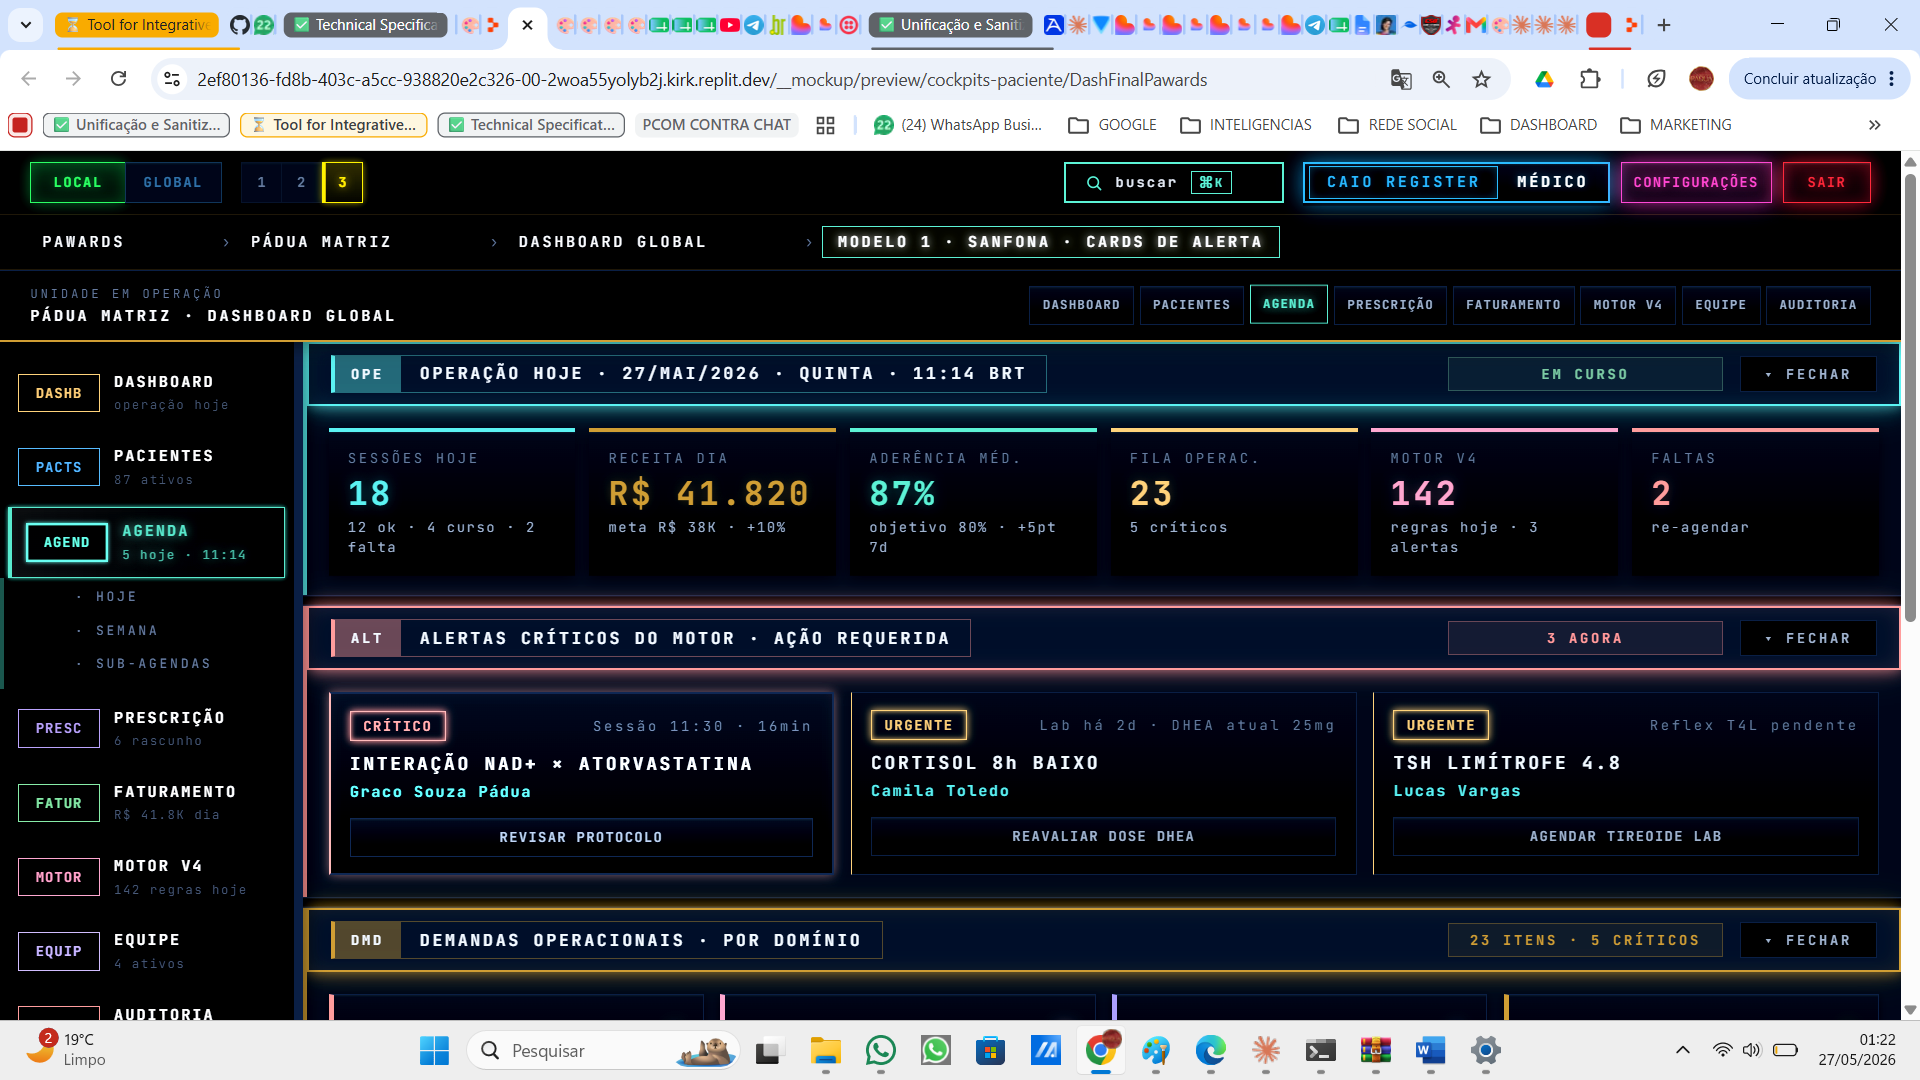 Tool for Integrative
22
Technical Specifica
Unificação e Saniti
2ef80136-fd8b-403c-a5cc-938820e2c326-00-2woa55yolyb2j.kirk.replit.dev/__mockup/preview/cockpits-paciente/DashFinalPawards
Concluir atualização
Unificação e Sanitiz...
Tool for Integrative...
Technical Specificat...
PCOM CONTRA CHAT
22
(24) WhatsApp Busi...
GOOGLE
INTELIGENCIAS
REDE SOCIAL
DASHBOARD
MARKETING
LOCAL
GLOBAL
1
2
3
buscar
⌘K
CAIO REGISTER
MÉDICO
CONFIGURAÇÕES
SAIR
PAWARDS › PÁDUA MATRIZ › DASHBOARD GLOBAL › MODELO 1 · SANFONA · CARDS DE ALERTA
UNIDADE EM OPERAÇÃO
PÁDUA MATRIZ · DASHBOARD GLOBAL
DASHBOARD
PACIENTES
AGENDA
PRESCRIÇÃO
FATURAMENTO
MOTOR V4
EQUIPE
AUDITORIA
DASHB
DASHBOARD
operação hoje
PACTS
PACIENTES
87 ativos
AGEND
AGENDA
5 hoje · 11:14
· HOJE
· SEMANA
· SUB-AGENDAS
PRESC
PRESCRIÇÃO
6 rascunho
FATUR
FATURAMENTO
R$ 41.8K dia
MOTOR
MOTOR V4
142 regras hoje
EQUIP
EQUIPE
4 ativos
AUDITORIA
OPE
OPERAÇÃO HOJE · 27/MAI/2026 · QUINTA · 11:14 BRT
EM CURSO
▾ FECHAR
SESSÕES HOJE
18
12 ok · 4 curso · 2
falta
RECEITA DIA
R$ 41.820
meta R$ 38K · +10%
ADERÊNCIA MÉD.
87%
objetivo 80% · +5pt
7d
FILA OPERAC.
23
5 críticos
MOTOR V4
142
regras hoje · 3
alertas
FALTAS
2
re-agendar
ALT
ALERTAS CRÍTICOS DO MOTOR · AÇÃO REQUERIDA
3 AGORA
▾ FECHAR
CRÍTICO
Sessão 11:30 · 16min
INTERAÇÃO NAD+ × ATORVASTATINA
Graco Souza Pádua
REVISAR PROTOCOLO
URGENTE
Lab há 2d · DHEA atual 25mg
CORTISOL 8h BAIXO
Camila Toledo
REAVALIAR DOSE DHEA
URGENTE
Reflex T4L pendente
TSH LIMÍTROFE 4.8
Lucas Vargas
AGENDAR TIREOIDE LAB
DMD
DEMANDAS OPERACIONAIS · POR DOMÍNIO
23 ITENS · 5 CRÍTICOS
▾ FECHAR
2
19°C
Limpo
Pesquisar
01:22
27/05/2026